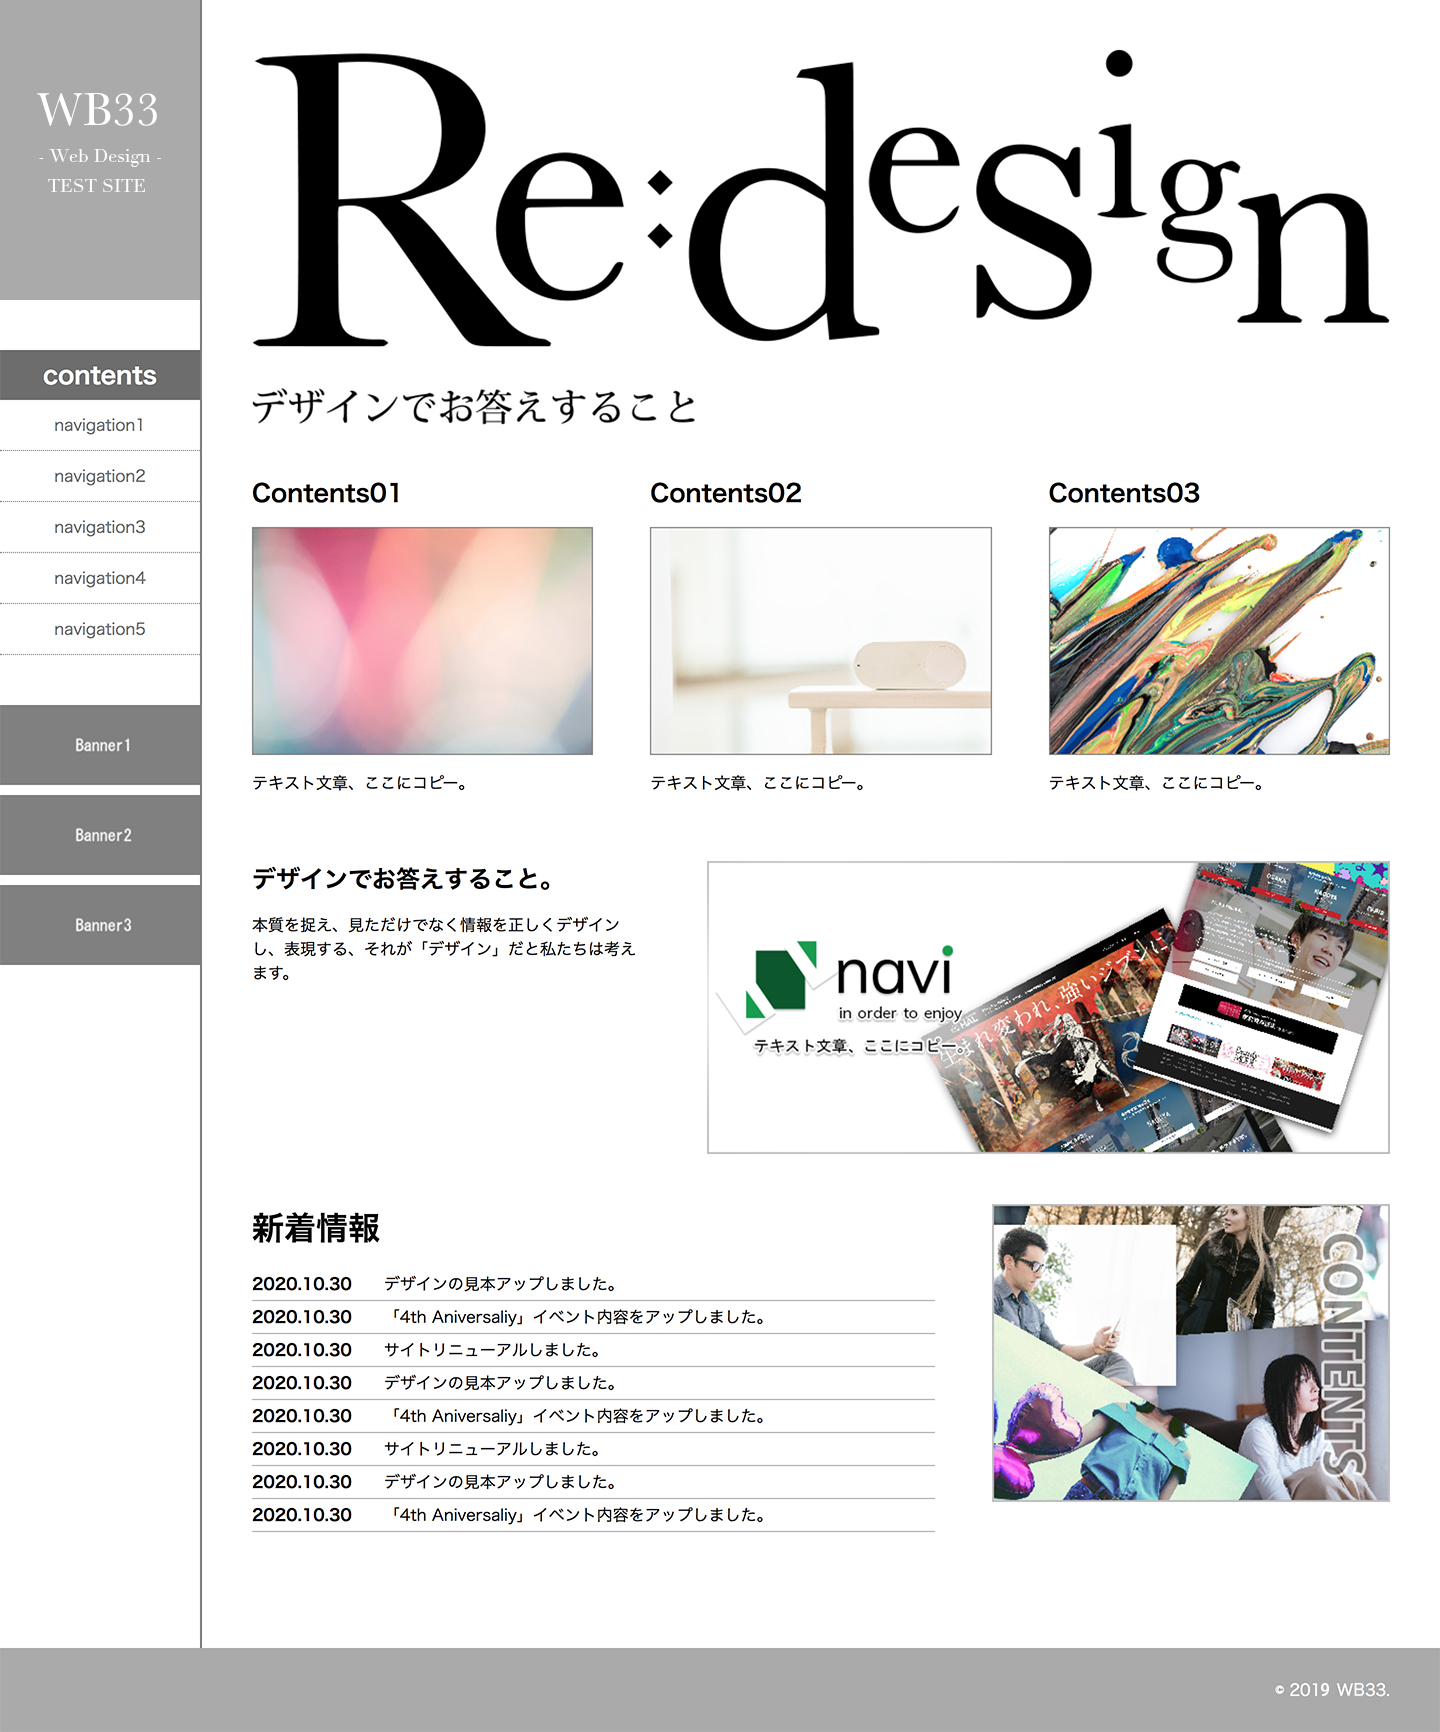 WB33
- Web Design -
TEST SITE
contents
navigation1
navigation2
navigation3
navigation4
navigation5
Banner1
Banner2
Banner3
Re:design
デザインでお答えすること
Contents01
Contents02
Contents03
テキスト文章、ここにコピー。
テキスト文章、ここにコピー。
テキスト文章、ここにコピー。
デザインでお答えすること。
本質を捉え、見ただけでなく情報を正しくデザイン
し、表現する、それが「デザイン」だと私たちは考え
ます。
navi
in order to enjoy
テキスト文章、ここにコピー。
生まれ変われ、強いジブンに
OSAKA
NAGOYA
NAGOYA
新着情報
2020.10.30 デザインの見本アップしました。
2020.10.30 「4th Aniversaliy」イベント内容をアップしました。
2020.10.30 サイトリニューアルしました。
2020.10.30 デザインの見本アップしました。
2020.10.30 「4th Aniversaliy」イベント内容をアップしました。
2020.10.30 サイトリニューアルしました。
2020.10.30 デザインの見本アップしました。
2020.10.30 「4th Aniversaliy」イベント内容をアップしました。
CONTENTS
© 2019 WB33.